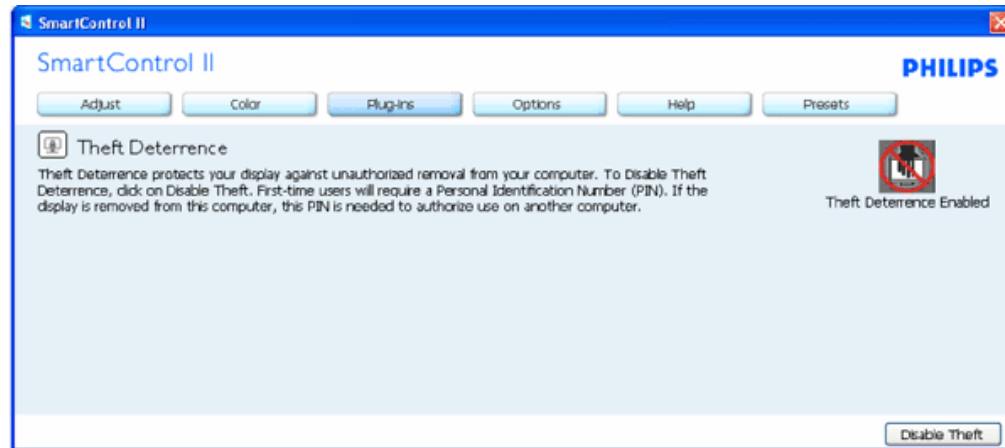 SmartControl II
SmartControl II
PHILIPS
Adjust Color Plug-Ins Options Help Presets
Theft Deterrence
Theft Deterrence protects your display against unauthorized removal from your computer. To Disable Theft
Deterrence, click on Disable Theft. First-time users will require a Personal Identification Number (PIN). If the
display is removed from this computer, this PIN is needed to authorize use on another computer.
Theft Deterrence Enabled
Disable Theft